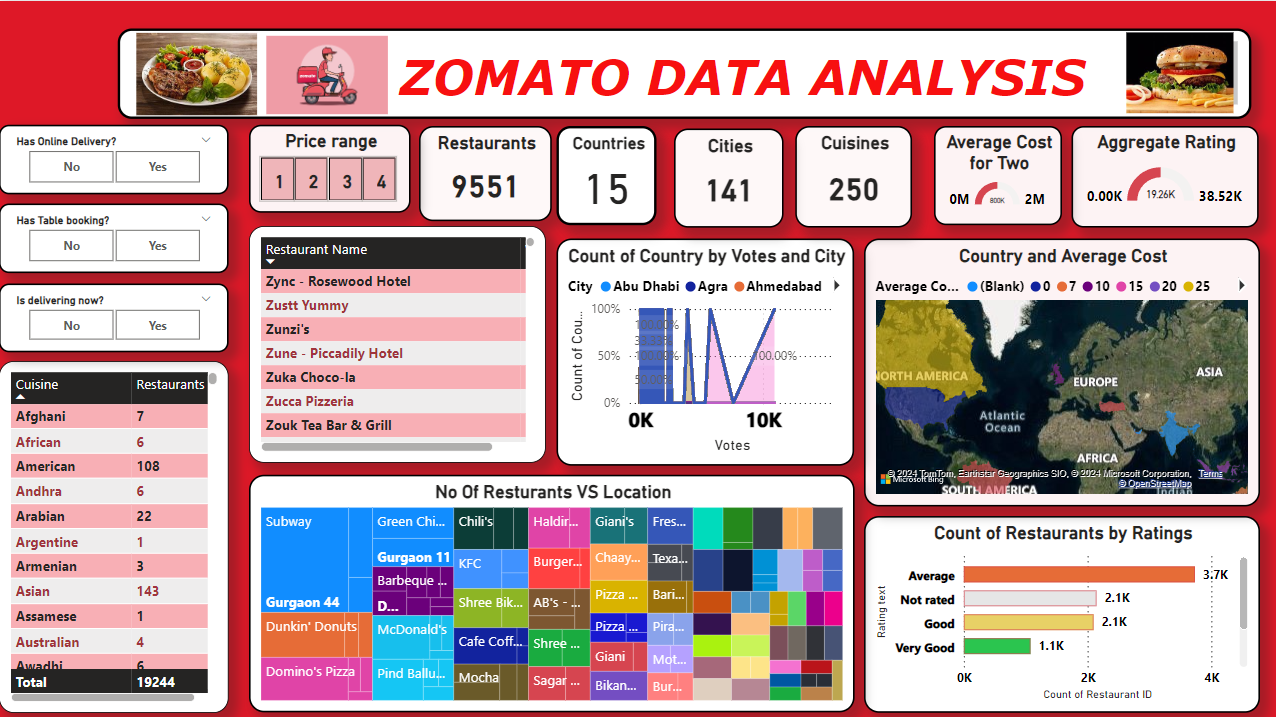 ZOMATO DATA ANALYSIS
Has Online Delivery?
No Yes
Has Table booking?
No Yes
Is delivering now?
No Yes
Price range
1 2 3 4
Restaurants
9551
Countries
15
Cities
141
Cuisines
250
Average Cost
for Two
0M 800K 2M
Aggregate Rating
0.00K 19.26K 38.52K
Cuisine Restaurants
Afghani 7
African 6
American 108
Andhra 6
Arabian 22
Argentine 1
Armenian 3
Asian 143
Assamese 1
Australian 4
Awadhi 6
Total 19244
Restaurant Name
Zync - Rosewood Hotel
Zustt Yummy
Zunzi's
Zune - Piccadily Hotel
Zuka Choco-la
Zucca Pizzeria
Zouk Tea Bar & Grill
Count of Country by Votes and City
City Abu Dhabi Agra Ahmedabad
Count of Cou...
100%
50%
0%
100.00%
100.00%
100.00%
50.00%
0K 10K
Votes
Country and Average Cost
Average Co... (Blank) 0 7 10 15 20 25
NORTH AMERICA
EUROPE
ASIA
Atlantic
Ocean
AFRICA
SOUTH AMERICA
Indian
© 2024 TomTom, Earthstar Geographics SIO, © 2024 Microsoft Corporation, Terms
© OpenStreetMap
Microsoft Bing
No Of Resturants VS Location
Subway
Gurgaon 44
Dunkin' Donuts
Domino's Pizza
Green Chi...
Gurgaon 11
Barbeque ...
D...
McDonald's
Pind Ballu...
Chili's
KFC
Shree Bik...
Cafe Coff...
Mocha
Haldir...
Burger...
AB's - ...
Shree ...
Sagar ...
Giani's
Chaay...
Pizza ...
Pizza ...
Giani
Bikan...
Fres...
Texa...
Bari...
Pira...
Mot...
Bur...
Count of Restaurants by Ratings
Rating text
Average 3.7K
Not rated 2.1K
Good 2.1K
Very Good 1.1K
0K 2K 4K
Count of Restaurant ID